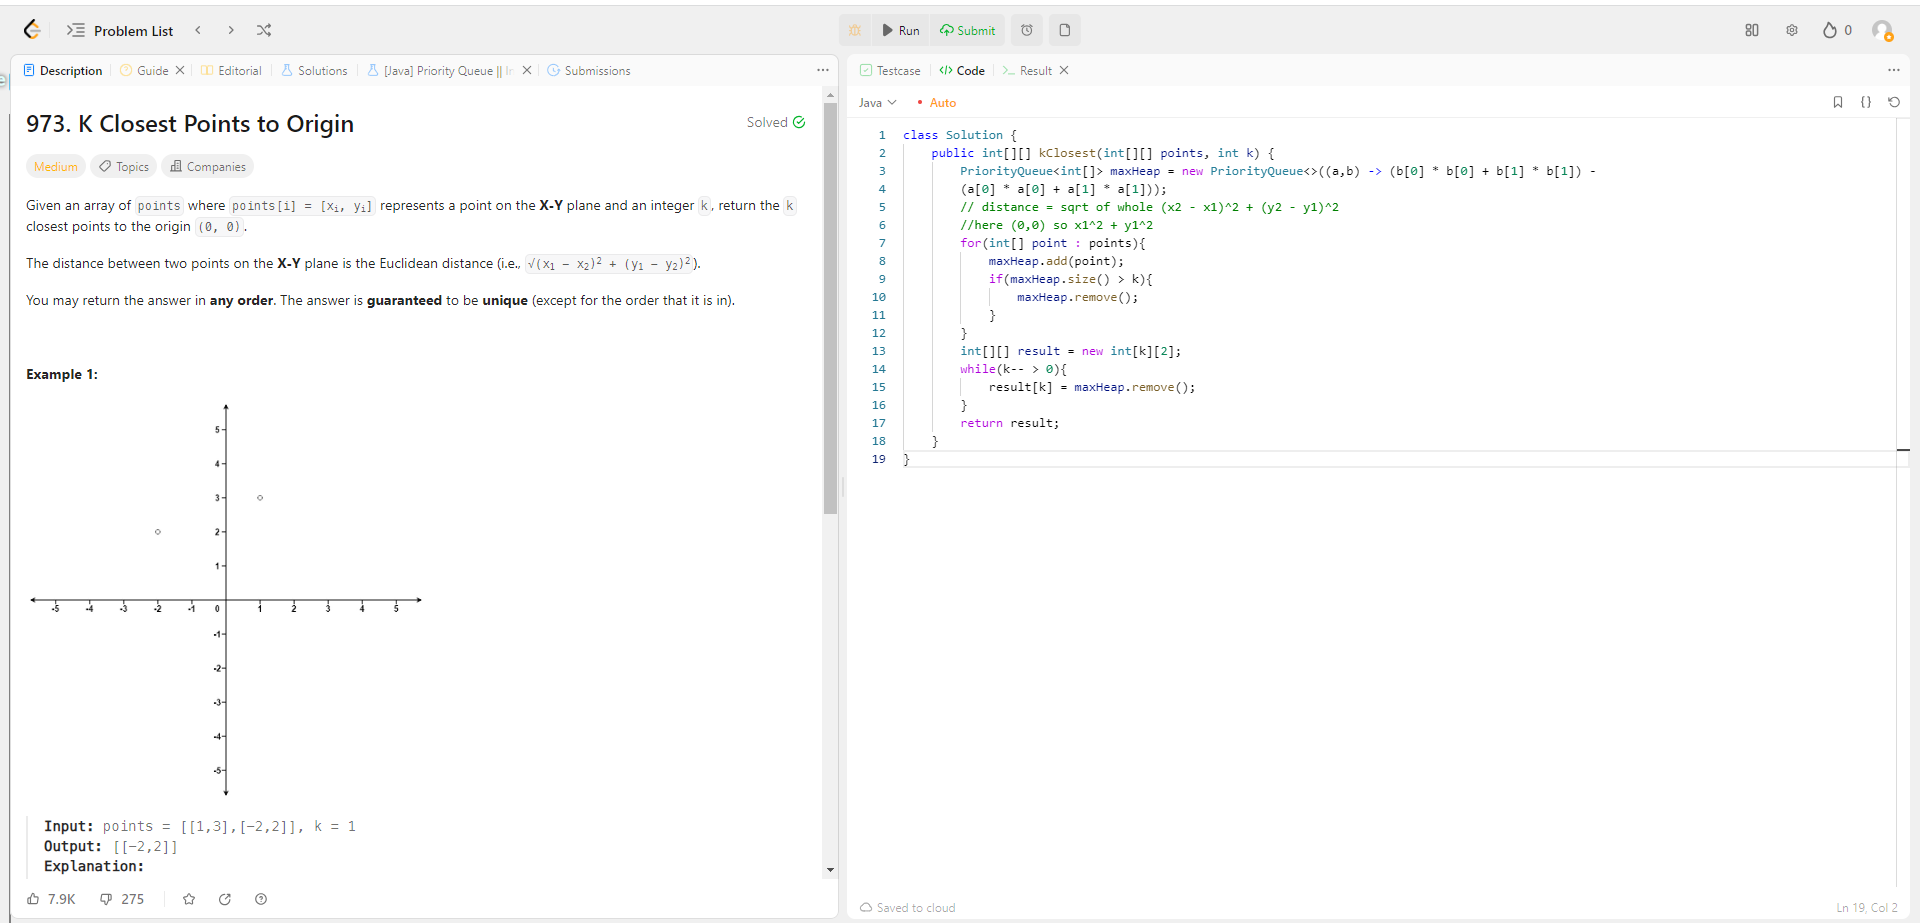 Problem List
Run
Submit
0
Description
Guide
Editorial
Solutions
[Java] Priority Queue ||
Submissions
973. K Closest Points to Origin
Solved
Medium
Topics
Companies
Given an array of points where points[i] = [xᵢ, yᵢ] represents a point on the X-Y plane and an integer k, return the k
closest points to the origin (0, 0).
The distance between two points on the X-Y plane is the Euclidean distance (i.e., √(x₁ − x₂)² + (y₁ − y₂)²).
You may return the answer in any order. The answer is guaranteed to be unique (except for the order that it is in).
Example 1:
5
4
3
2
1
-5 -4 -3 -2 -1 0 1 2 3 4 5
-1
-2
-3
-4
-5
Input: points = [[1,3],[−2,2]], k = 1
Output: [[−2,2]]
Explanation:
7.9K
275
Testcase
Code
Result
Java
Auto
1 class Solution {
2 public int[][] kClosest(int[][] points, int k) {
3 PriorityQueue<int[]> maxHeap = new PriorityQueue<>((a,b) -> (b[0] * b[0] + b[1] * b[1]) -
4 (a[0] * a[0] + a[1] * a[1]));
5 // distance = sqrt of whole (x2 - x1)^2 + (y2 - y1)^2
6 //here (0,0) so x1^2 + y1^2
7 for(int[] point : points){
8 maxHeap.add(point);
9 if(maxHeap.size() > k){
10 maxHeap.remove();
11 }
12 }
13 int[][] result = new int[k][2];
14 while(k-- > 0){
15 result[k] = maxHeap.remove();
16 }
17 return result;
18 }
19 }
Saved to cloud
Ln 19, Col 2